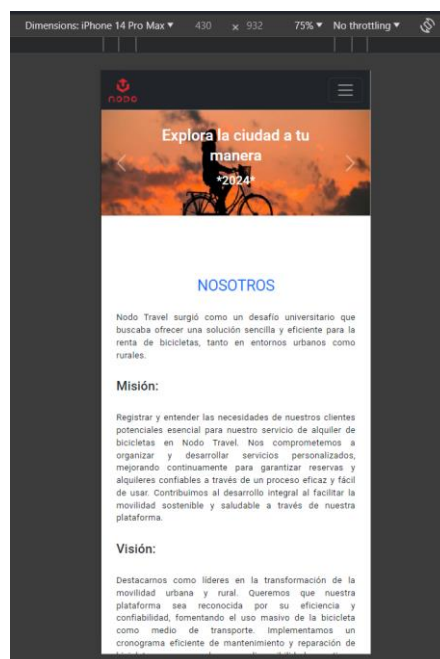 Dimensions: iPhone 14 Pro Max ▼ 430 x 932 75% ▼ No throttling ▼
nodo
Explora la ciudad a tu
manera
*2024*
NOSOTROS
Nodo Travel surgió como un desafío universitario que
buscaba ofrecer una solución sencilla y eficiente para la
renta de bicicletas, tanto en entornos urbanos como
rurales.
Misión:
Registrar y entender las necesidades de nuestros clientes
potenciales esencial para nuestro servicio de alquiler de
bicicletas en Nodo Travel. Nos comprometemos a
organizar y desarrollar servicios personalizados,
mejorando continuamente para garantizar reservas y
alquileres confiables a través de un proceso eficaz y fácil
de usar. Contribuimos al desarrollo integral al facilitar la
movilidad sostenible y saludable a través de nuestra
plataforma.
Visión:
Destacarnos como líderes en la transformación de la
movilidad urbana y rural. Queremos que nuestra
plataforma sea reconocida por su eficiencia y
confiabilidad, fomentando el uso masivo de la bicicleta
como medio de transporte. Implementamos un
cronograma eficiente de mantenimiento y reparación de